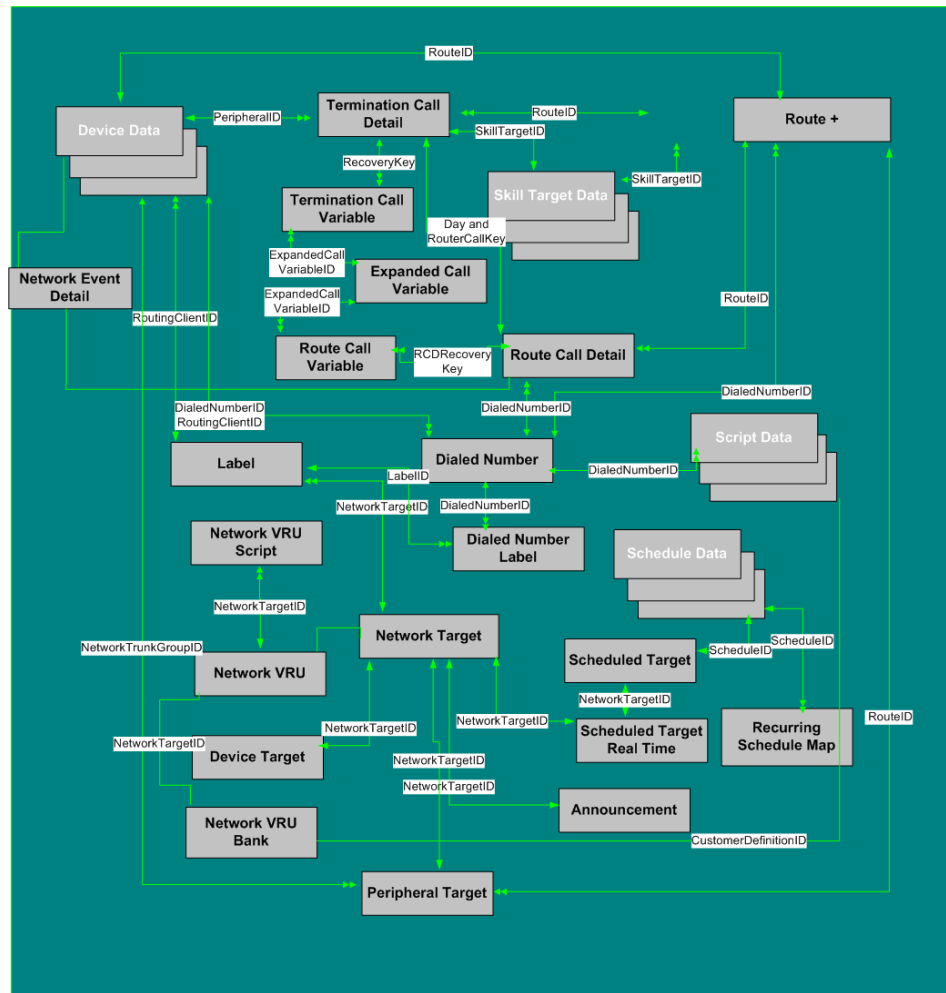 RouteID
Termination Call
Detail
Device Data
PeripheralID
RouteID
Route +
SkillTargetID
RecoveryKey
SkillTargetID
Termination Call
Variable
Skill Target Data
Day and
RouterCallKey
ExpandedCall
VariableID
Expanded Call
Variable
Network Event
Detail
ExpandedCall
VariableID
RouteID
RoutingClientID
Route Call
Variable
RCDRecovery
Key
Route Call Detail
DialedNumberID
DialedNumberID
RoutingClientID
DialedNumberID
Script Data
Label
LabelID
Dialed Number
DialedNumberID
NetworkTargetID
DialedNumberID
Network VRU
Script
Dialed Number
Label
Schedule Data
NetworkTargetID
Network Target
NetworkTrunkGroupID
ScheduleID
ScheduleID
Network VRU
Scheduled Target
NetworkTargetID
RouteID
NetworkTargetID
NetworkTargetID
NetworkTargetID
Device Target
Scheduled Target
Real Time
Recurring
Schedule Map
NetworkTargetID
NetworkTargetID
Announcement
Network VRU
Bank
CustomerDefinitionID
Peripheral Target